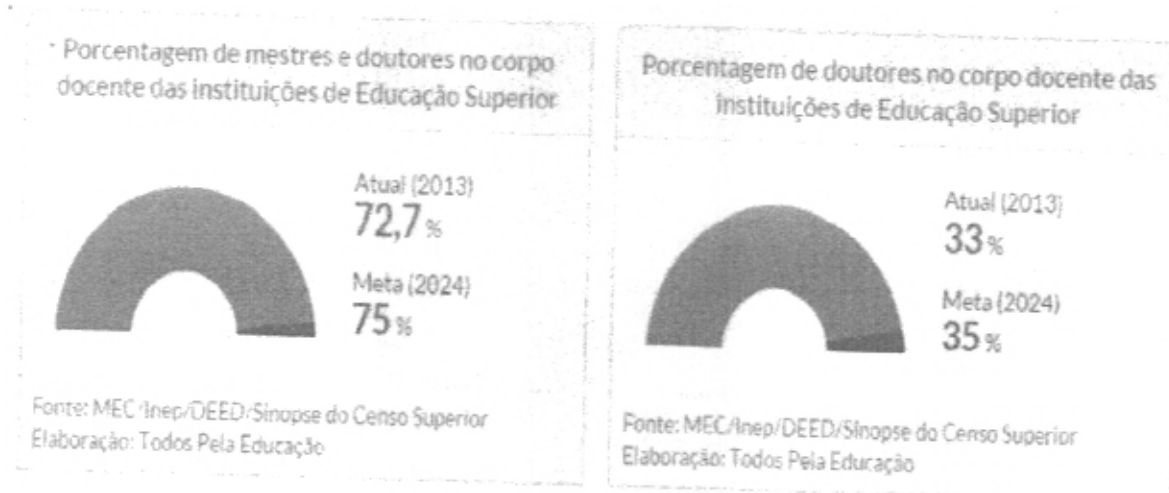 Porcentagem de mestres e doutores no corpo
docente das instituições de Educação Superior
Atual (2013)
72,7 %
Meta (2024)
75 %
Fonte: MEC/Inep/DEED/Sinopse do Censo Superior
Elaboração: Todos Pela Educação
Porcentagem de doutores no corpo docente das
instituições de Educação Superior
Atual (2013)
33 %
Meta (2024)
35 %
Fonte: MEC/Inep/DEED/Sinopse do Censo Superior
Elaboração: Todos Pela Educação